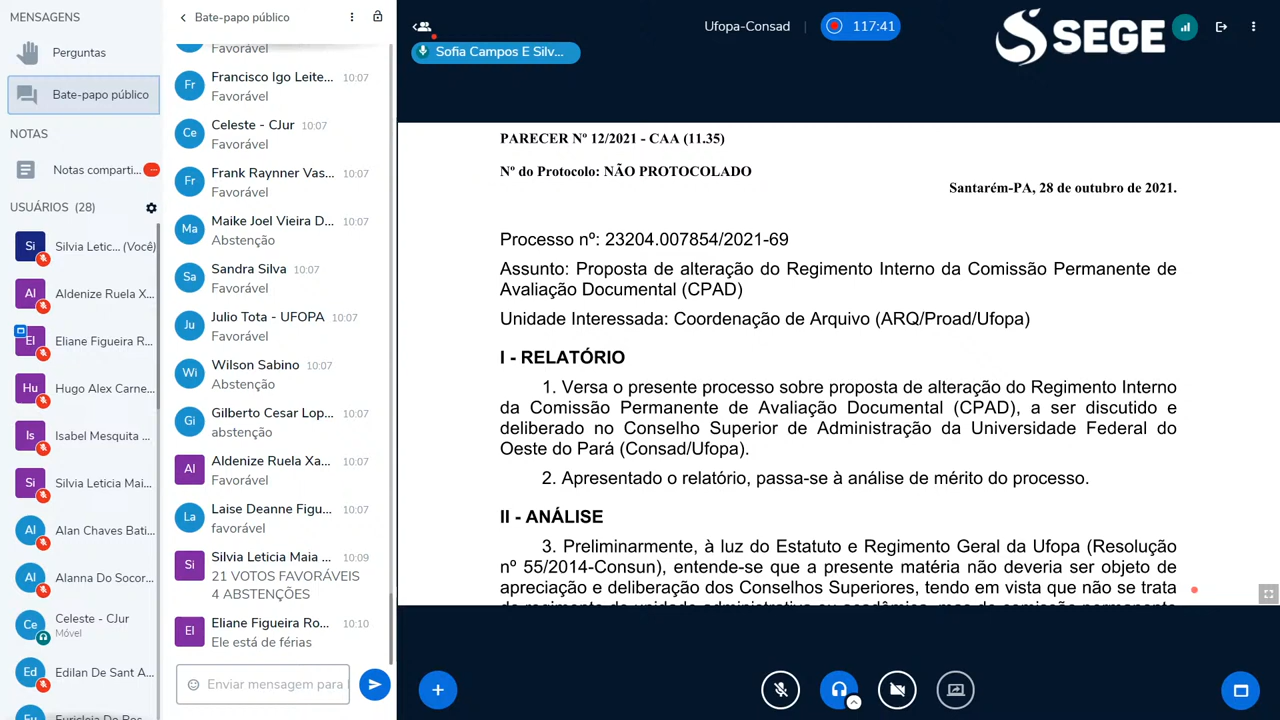 MENSAGENS
Perguntas
Bate-papo público
NOTAS
Notas comparti...
USUÁRIOS (28)
Si
Silvia Letic... (Você)
Al
Aldenize Ruela X...
El
Eliane Figueira R...
Hu
Hugo Alex Carne...
Is
Isabel Mesquita ...
Si
Silvia Leticia Mai...
Al
Alan Chaves Bati...
Al
Alanna Do Socor...
Ce
Celeste - CJur
Móvel
Ed
Edilan De Sant A...
Bate-papo público
Favorável
Fr
Francisco Igo Leite... 10:07
Favorável
Ce
Celeste - CJur 10:07
Favorável
Fr
Frank Raynner Vas... 10:07
Favorável
Ma
Maike Joel Vieira D... 10:07
Abstenção
Sa
Sandra Silva 10:07
Favorável
Ju
Julio Tota - UFOPA 10:07
Favorável
Wi
Wilson Sabino 10:07
Abstenção
Gi
Gilberto Cesar Lop... 10:07
abstenção
Al
Aldenize Ruela Xa... 10:07
Favorável
La
Laise Deanne Figu... 10:07
favorável
Si
Silvia Leticia Maia ... 10:09
21 VOTOS FAVORÁVEIS
4 ABSTENÇÕES
El
Eliane Figueira Ro... 10:10
Ele está de férias
Enviar mensagem para
Ufopa-Consad
117:41
Sofia Campos E Silv...
SEGE
PARECER Nº 12/2021 - CAA (11.35)
Nº do Protocolo: NÃO PROTOCOLADO
Santarém-PA, 28 de outubro de 2021.
Processo nº: 23204.007854/2021-69
Assunto: Proposta de alteração do Regimento Interno da Comissão Permanente de
Avaliação Documental (CPAD)
Unidade Interessada: Coordenação de Arquivo (ARQ/Proad/Ufopa)
I - RELATÓRIO
1. Versa o presente processo sobre proposta de alteração do Regimento Interno
da Comissão Permanente de Avaliação Documental (CPAD), a ser discutido e
deliberado no Conselho Superior de Administração da Universidade Federal do
Oeste do Pará (Consad/Ufopa).
2. Apresentado o relatório, passa-se à análise de mérito do processo.
II - ANÁLISE
3. Preliminarmente, à luz do Estatuto e Regimento Geral da Ufopa (Resolução
nº 55/2014-Consun), entende-se que a presente matéria não deveria ser objeto de
apreciação e deliberação dos Conselhos Superiores, tendo em vista que não se trata